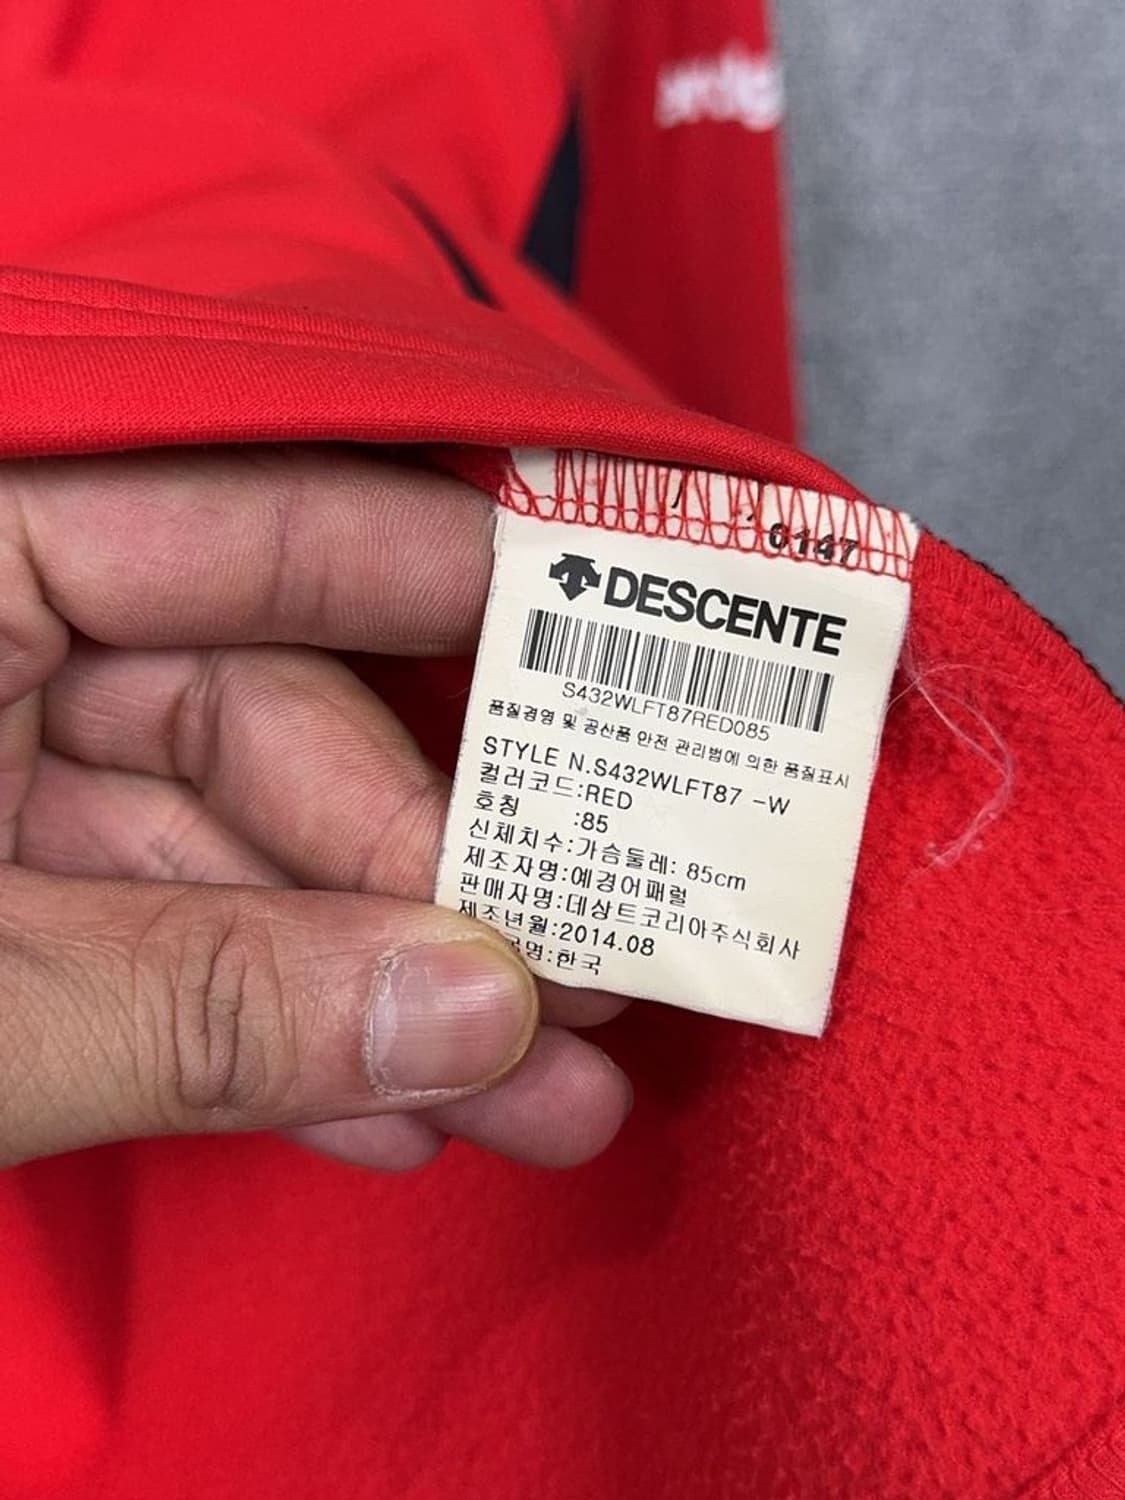 0147
DESCENTE
S432WLFT87RED085
품질경영 및 공산품 안전 관리법에 의한 품질표시
STYLE N.S432WLFT87 -W
컬러코드:RED
호칭 :85
신체치수:가슴둘레: 85cm
제조자명:예경어패럴
판매자명:데상트코리아주식회사
제조년월:2014.08
명:한국